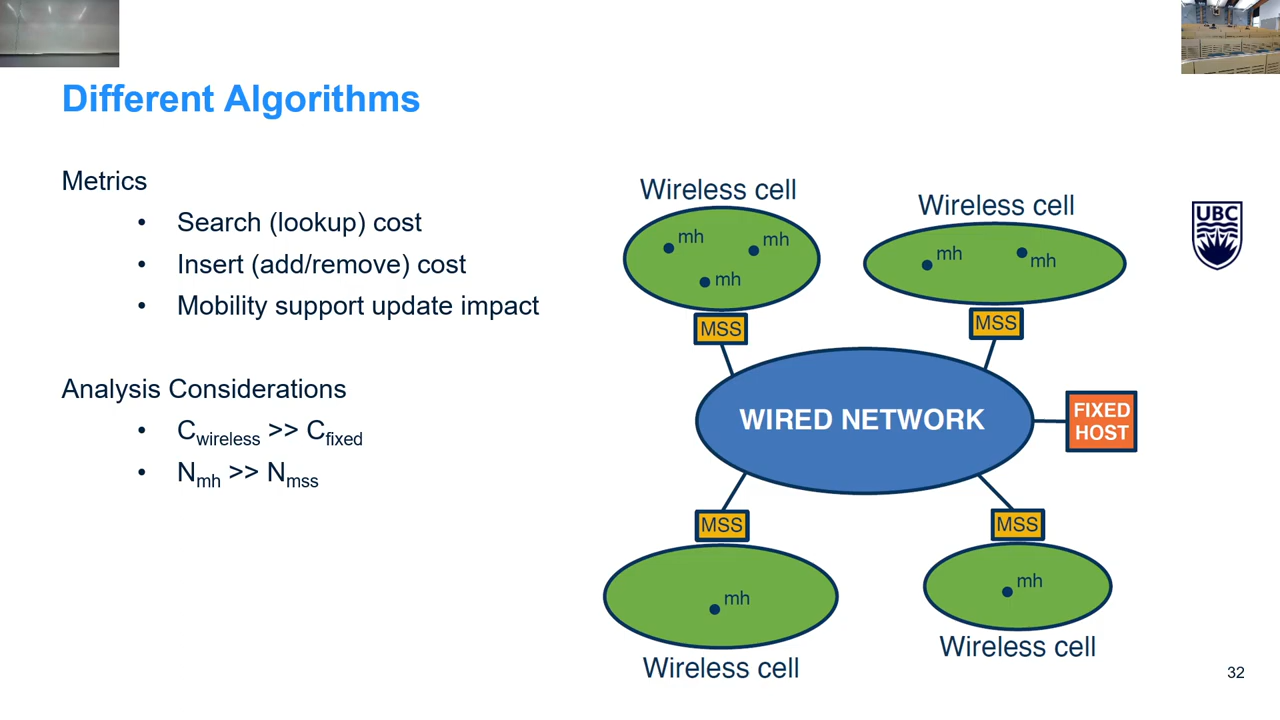 Different Algorithms
Metrics
• Search (lookup) cost
• Insert (add/remove) cost
• Mobility support update impact
Analysis Considerations
• Cwireless >> Cfixed
• Nmh >> Nmss
Wireless cell
mh
mh
mh
MSS
Wireless cell
mh
mh
MSS
WIRED NETWORK
FIXED
HOST
MSS
mh
Wireless cell
MSS
mh
Wireless cell
UBC
32